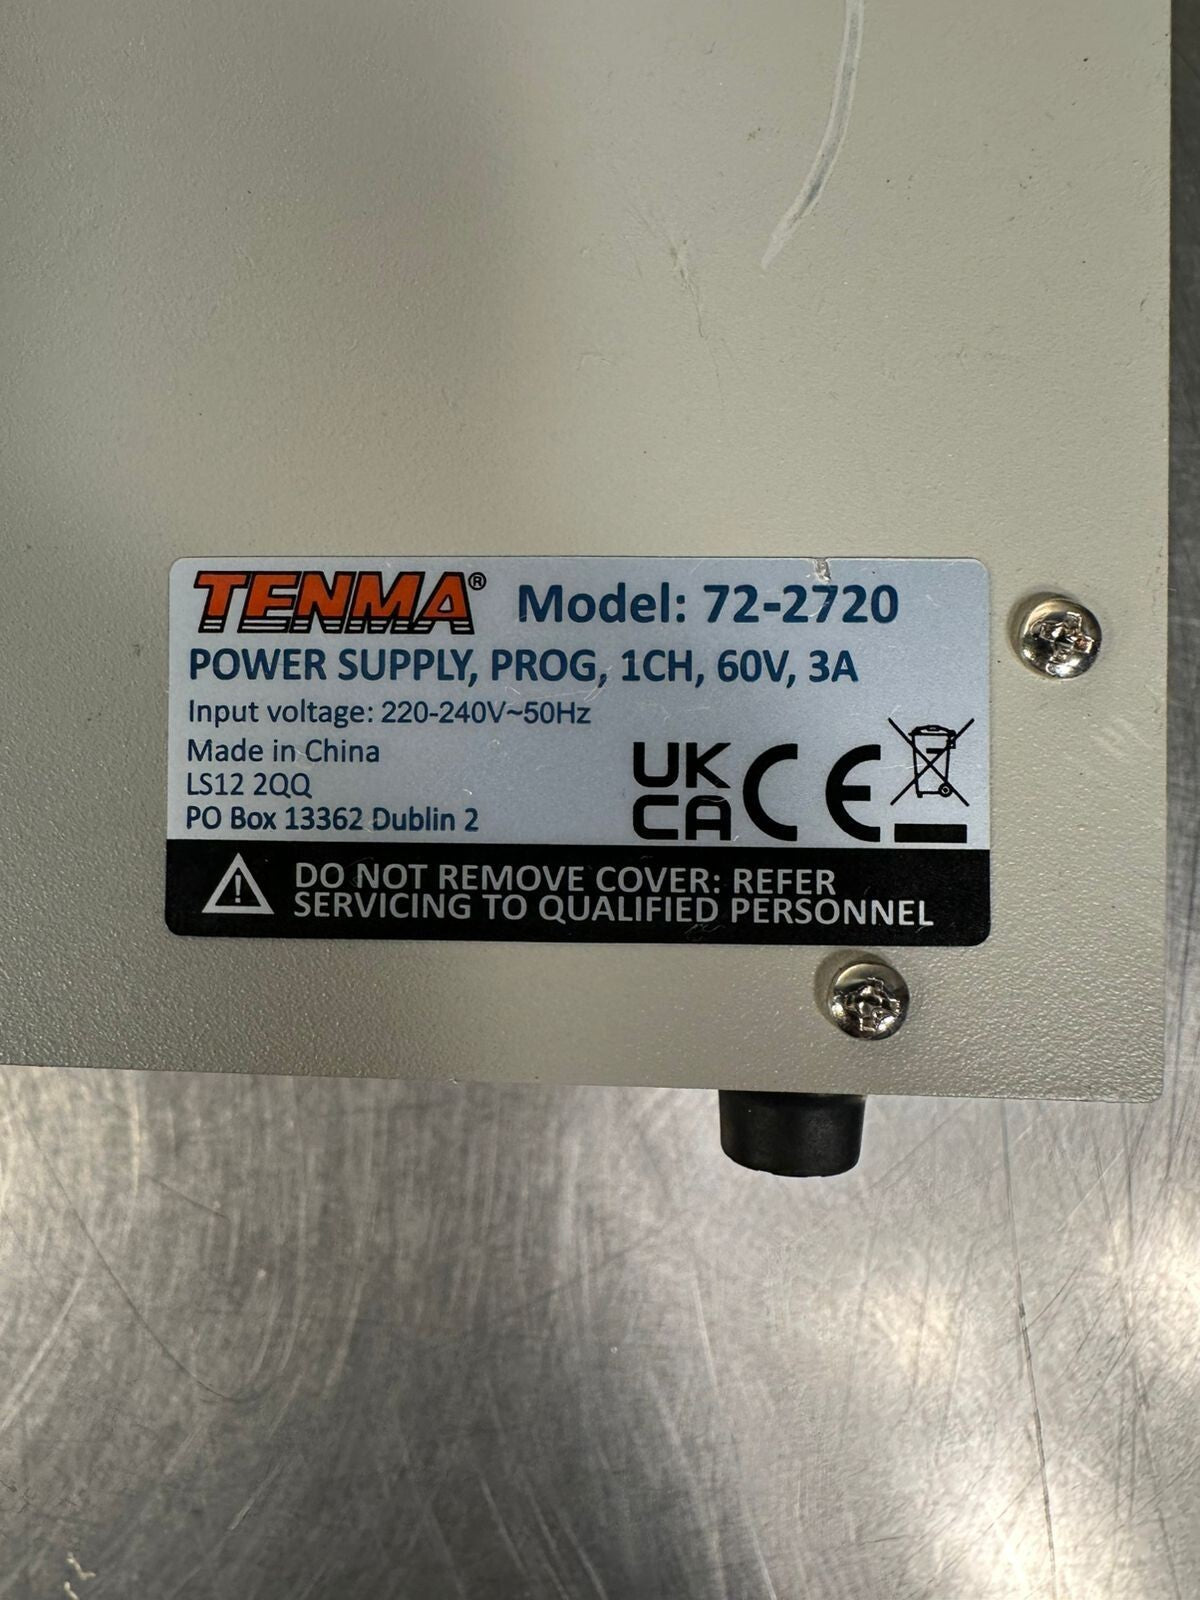 TENMA® Model: 72-2720
POWER SUPPLY, PROG, 1CH, 60V, 3A
Input voltage: 220-240V~50Hz
Made in China
LS12 2QQ
PO Box 13362 Dublin 2
UK
CA CE
DO NOT REMOVE COVER: REFER
SERVICING TO QUALIFIED PERSONNEL